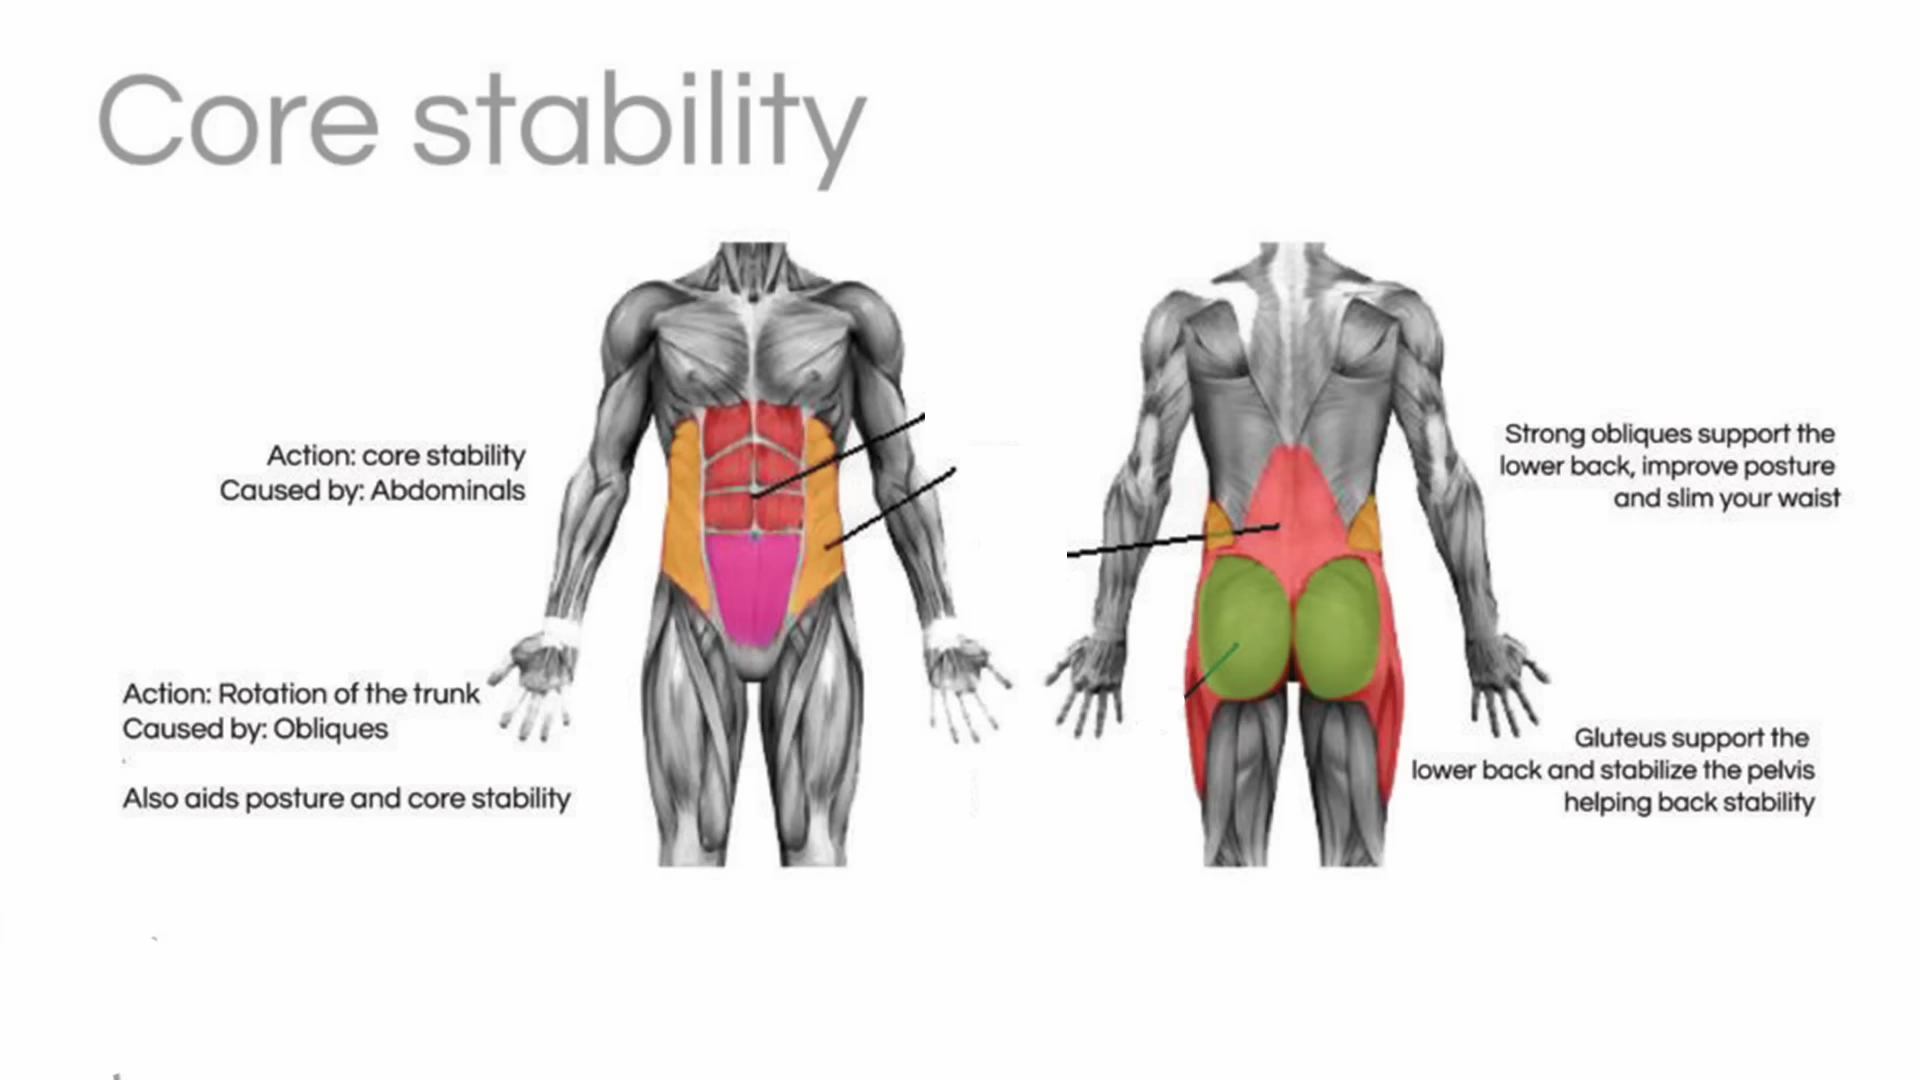 Core stability
Action: core stability
Caused by: Abdominals
Action: Rotation of the trunk
Caused by: Obliques
Also aids posture and core stability
Strong obliques support the
lower back, improve posture
and slim your waist
Gluteus support the
lower back and stabilize the pelvis
helping back stability